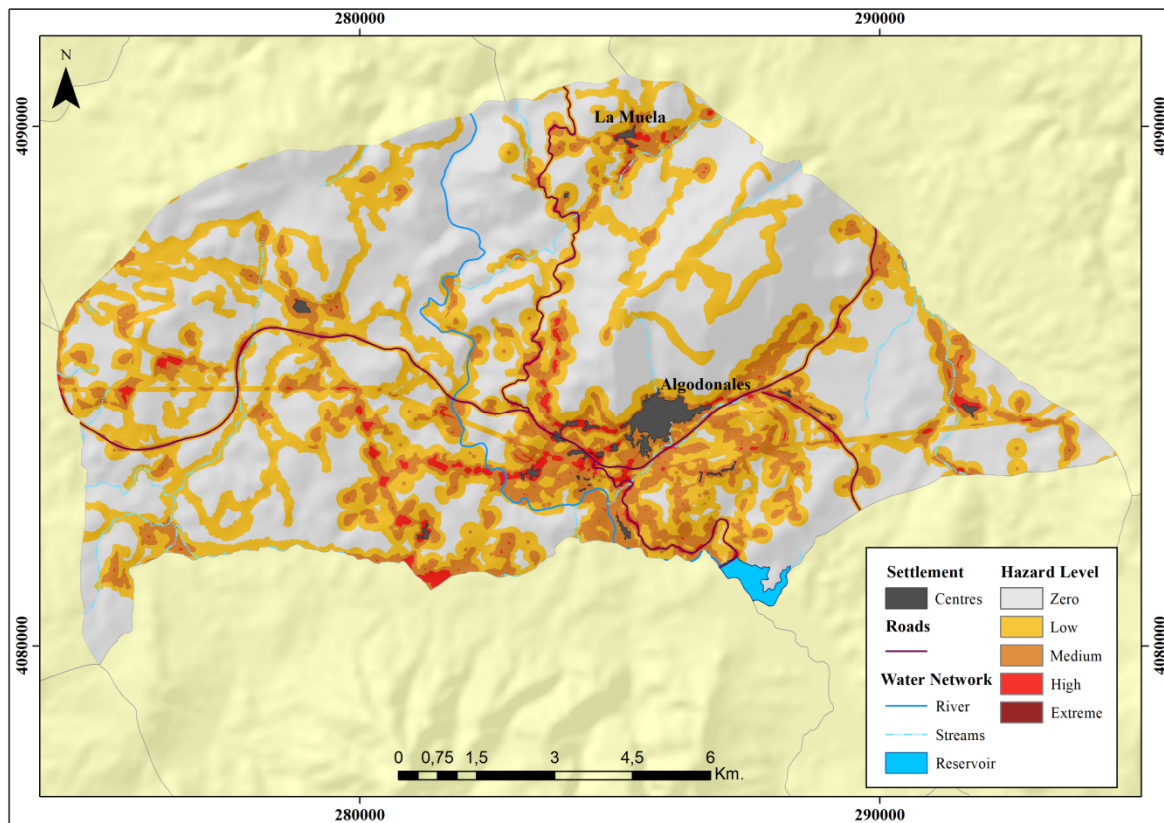 280000
290000
N
4090000
4090000
La Muela
Algodonales
4080000
4080000
Settlement
Centres
Roads
Water Network
River
Streams
Reservoir
Hazard Level
Zero
Low
Medium
High
Extreme
0 0,75 1,5 3 4,5 6
Km.
280000
290000